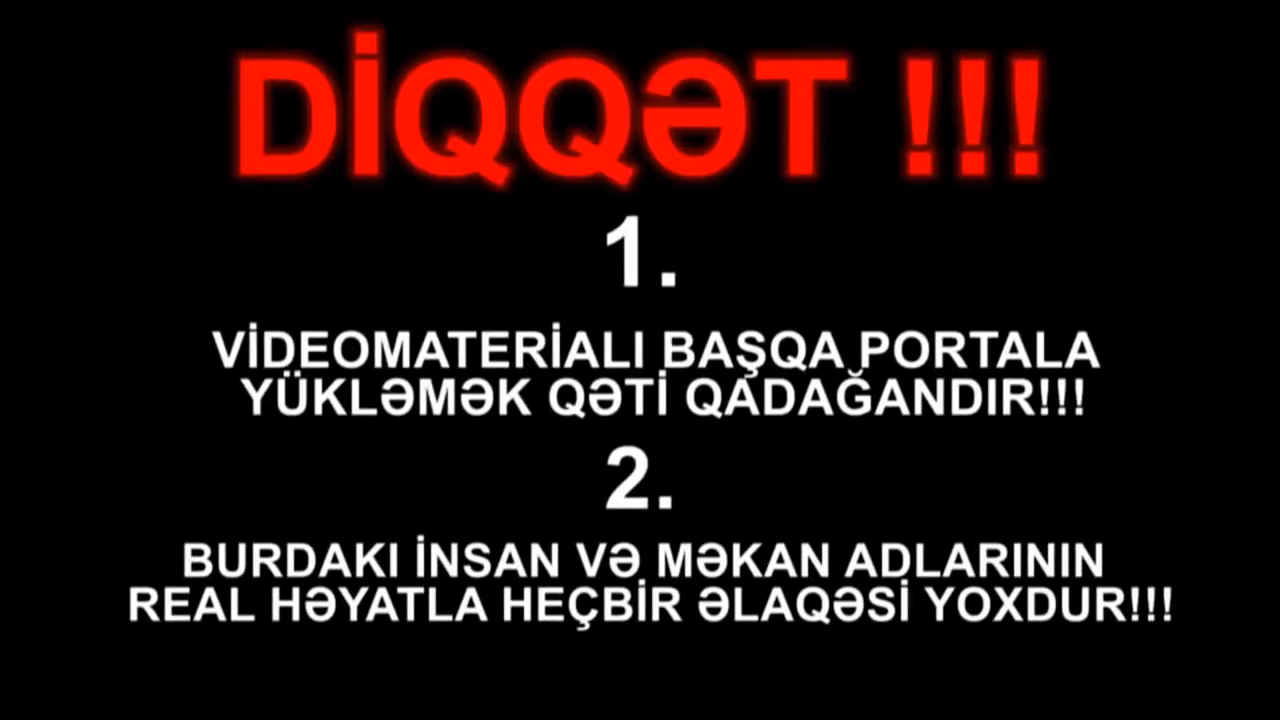 DİQQƏT !!!
1.
VİDEOMATERİALI BAŞQA PORTALA
YÜKLƏMƏK QƏTİ QADAĞANDIR!!!
2.
BURDAKI İNSAN VƏ MƏKAN ADLARININ
REAL HƏYATLA HEÇBİR ƏLAQƏSİ YOXDUR!!!